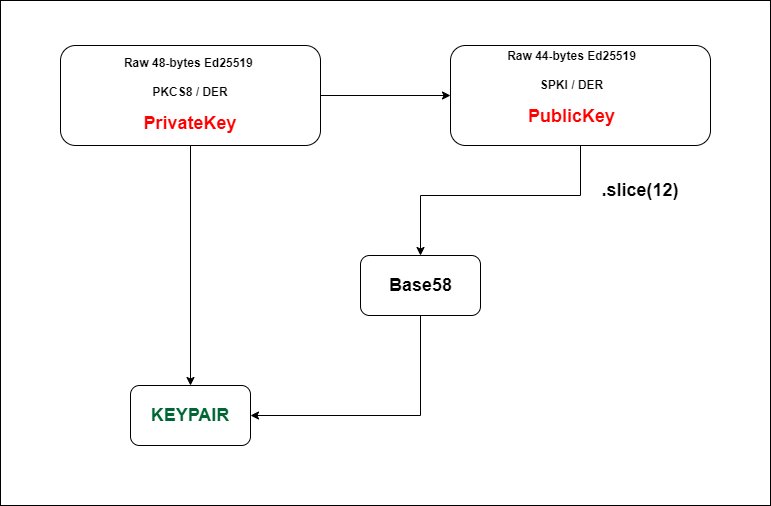 Raw 48-bytes Ed25519
PKCS8 / DER
PrivateKey
Raw 44-bytes Ed25519
SPKI / DER
PublicKey
.slice(12)
Base58
KEYPAIR